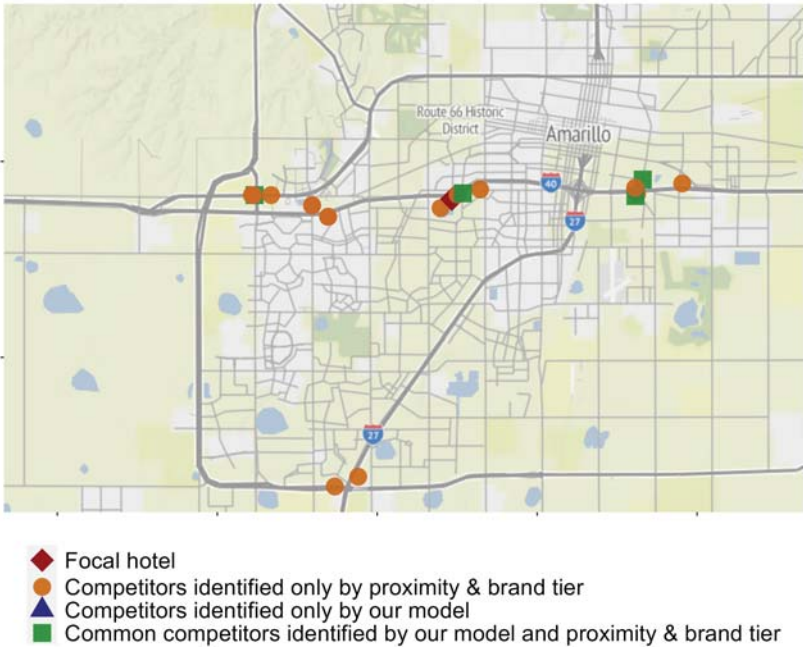 Route 66 Historic
District
Amarillo
40
27
27
Focal hotel
Competitors identified only by proximity & brand tier
Competitors identified only by our model
Common competitors identified by our model and proximity & brand tier